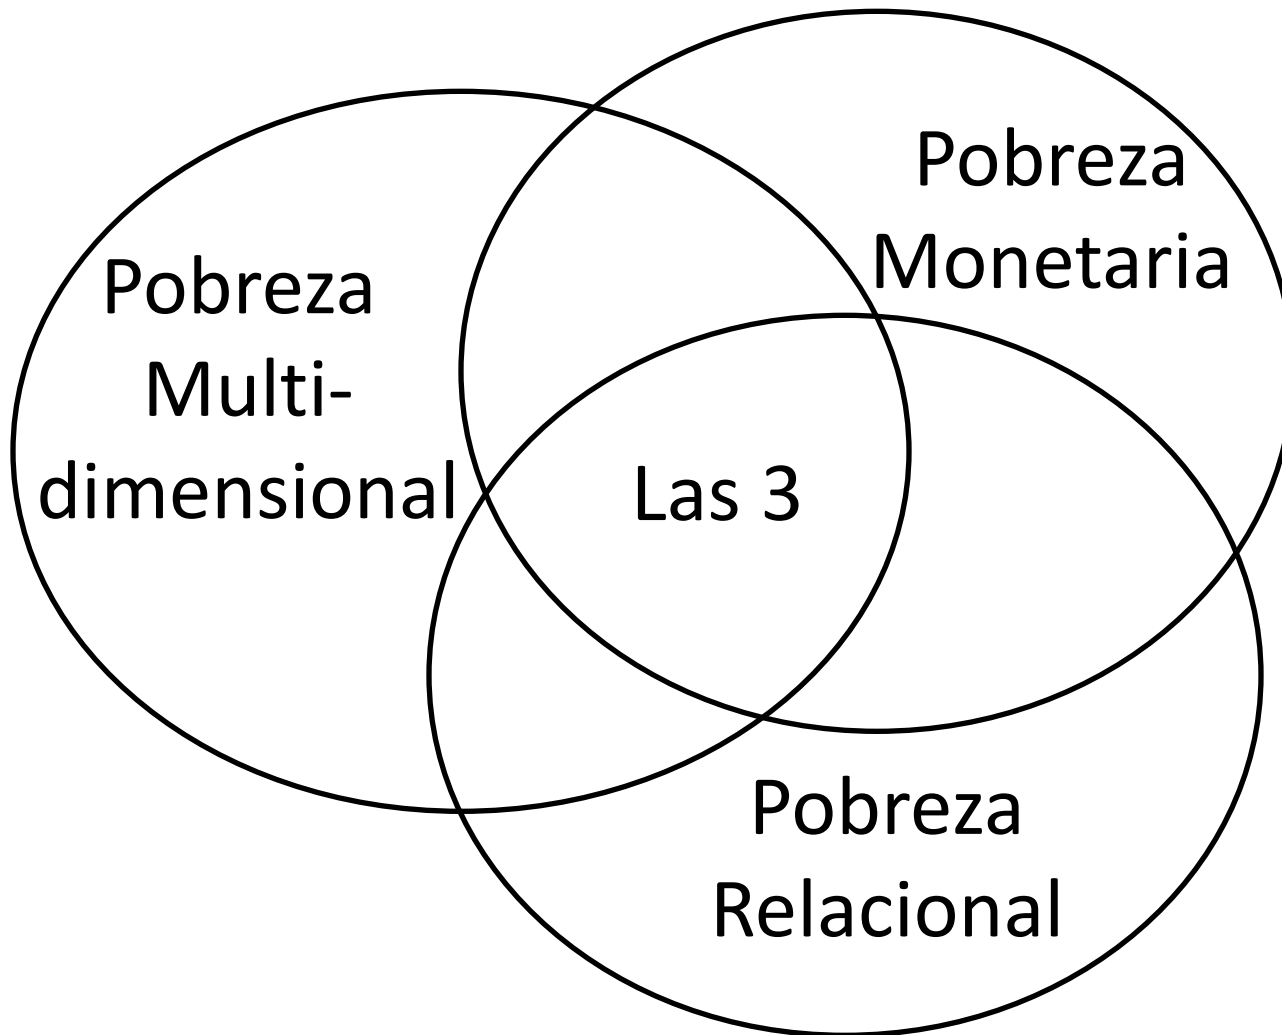 Pobreza
Monetaria
Pobreza
Multi-
dimensional
Las 3
Pobreza
Relacional